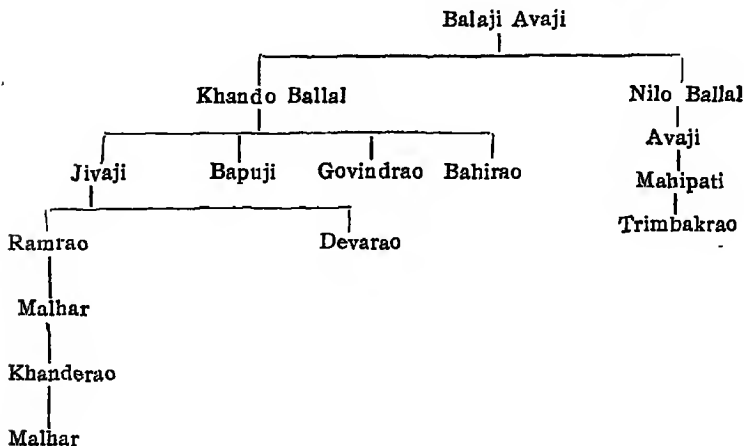 Balaji Avaji
Khando Ballal
Nilo Ballal
Avaji
Jivaji Bapuji Govindrao Bahirao
Mahipati
Trimbakrao
Ramrao Devarao
Malhar
Khanderao
Malhar